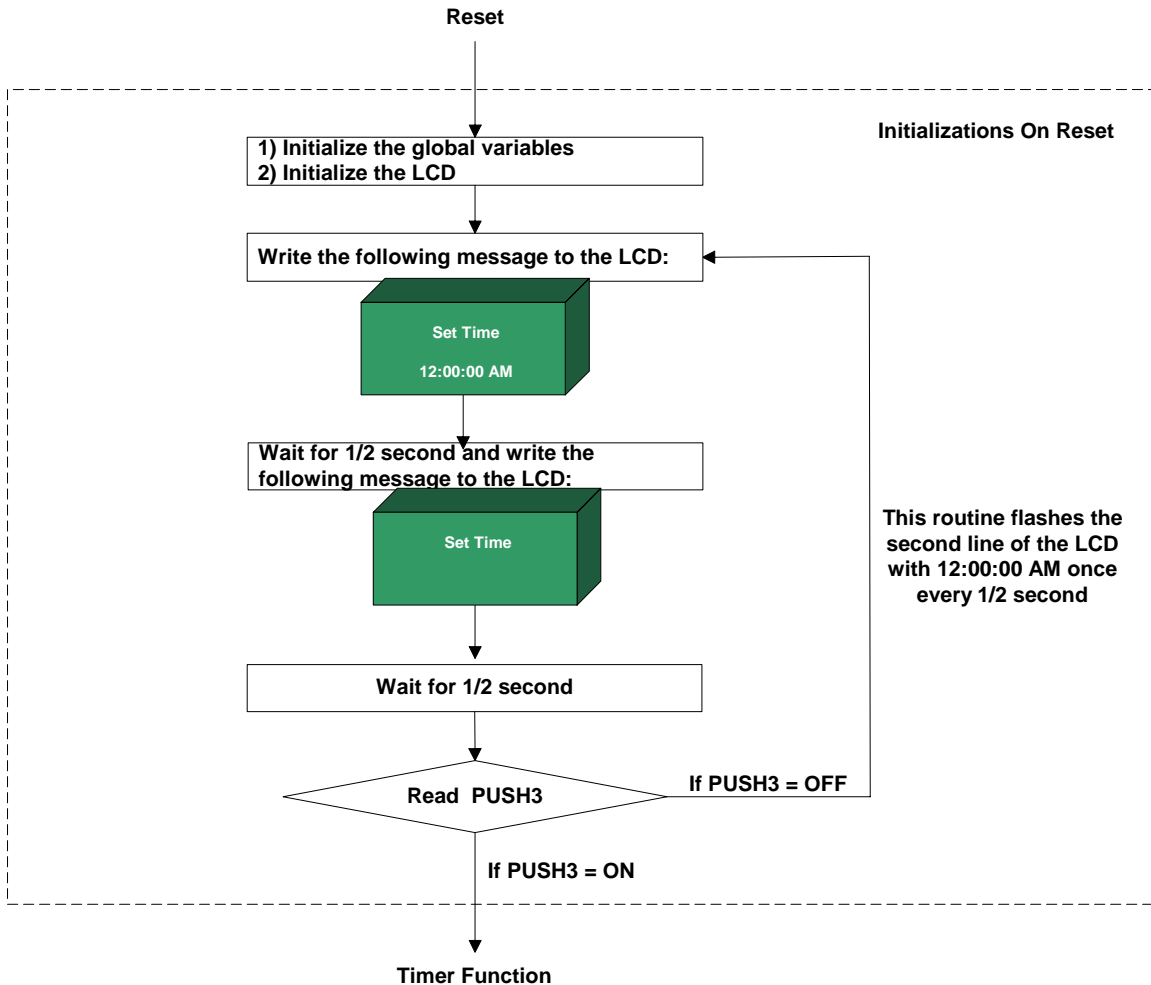 Reset
Initializations On Reset
1) Initialize the global variables
2) Initialize the LCD
Write the following message to the LCD:
Set Time
12:00:00 AM
Wait for 1/2 second and write the
following message to the LCD:
Set Time
This routine flashes the
second line of the LCD
with 12:00:00 AM once
every 1/2 second
Wait for 1/2 second
Read PUSH3
If PUSH3 = OFF
If PUSH3 = ON
Timer Function